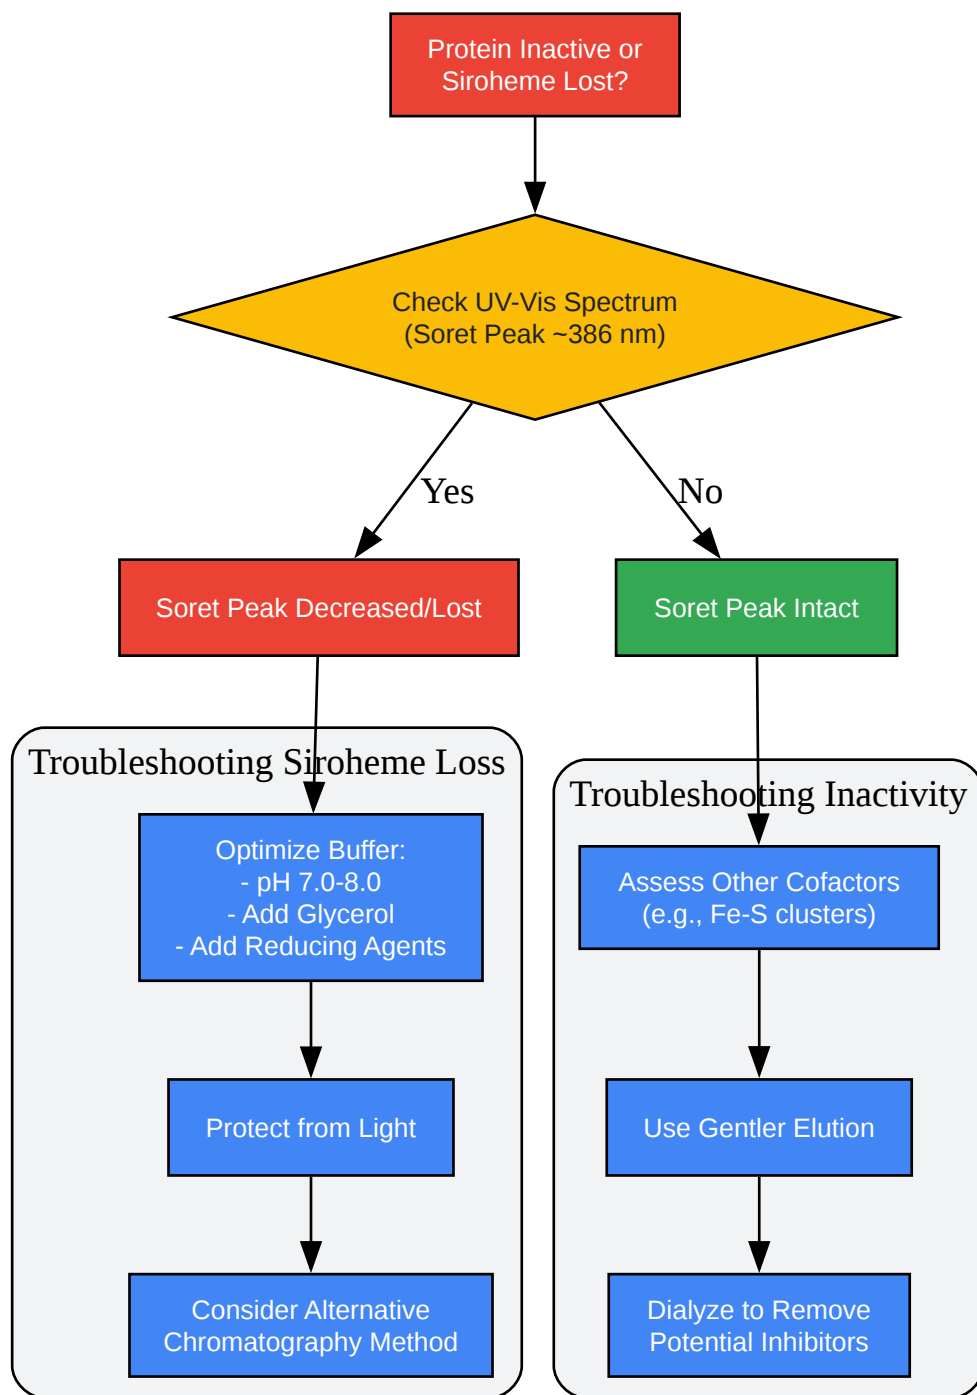 Protein Inactive or
Siroheme Lost?
Check UV-Vis Spectrum
(Soret Peak ~386 nm)
Yes
No
Soret Peak Decreased/Lost
Soret Peak Intact
Troubleshooting Siroheme Loss
Optimize Buffer:
- pH 7.0-8.0
- Add Glycerol
- Add Reducing Agents
Protect from Light
Consider Alternative
Chromatography Method
Troubleshooting Inactivity
Assess Other Cofactors
(e.g., Fe-S clusters)
Use Gentler Elution
Dialyze to Remove
Potential Inhibitors